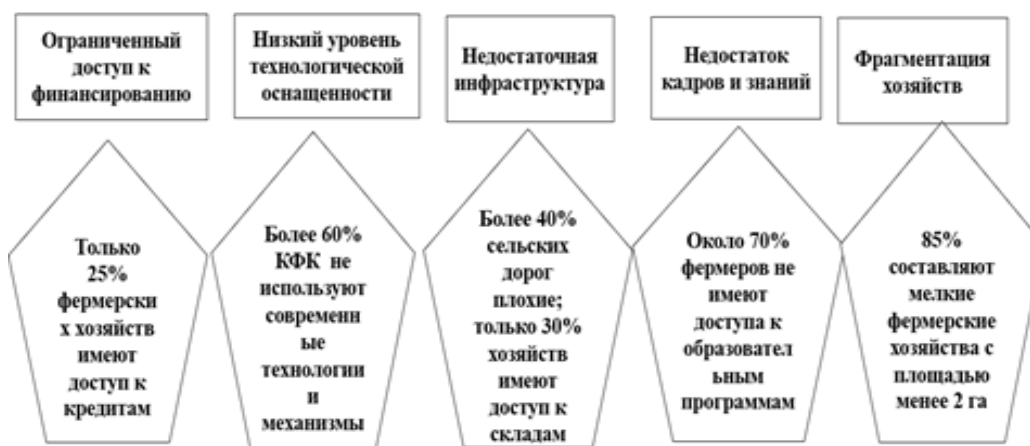 Ограниченный
доступ к
финансированию
Низкий уровень
технологической
оснащенности
Недостаточная
инфраструктура
Недостаток
кадров и знаний
Фрагментация
хозяйств
Только
25%
фермерски
х хозяйств
имеют
доступ к
кредитам
Более 60%
КФК не
используют
современн
ые
технологии
и
механизмы
Более 40%
сельских
дорог
плохие;
только 30%
хозяйств
имеют
доступ к
складам
Около 70%
фермеров не
имеют
доступа к
образовател
ьным
программам
85%
составляют
мелкие
фермерские
хозяйства с
площадью
менее 2 га